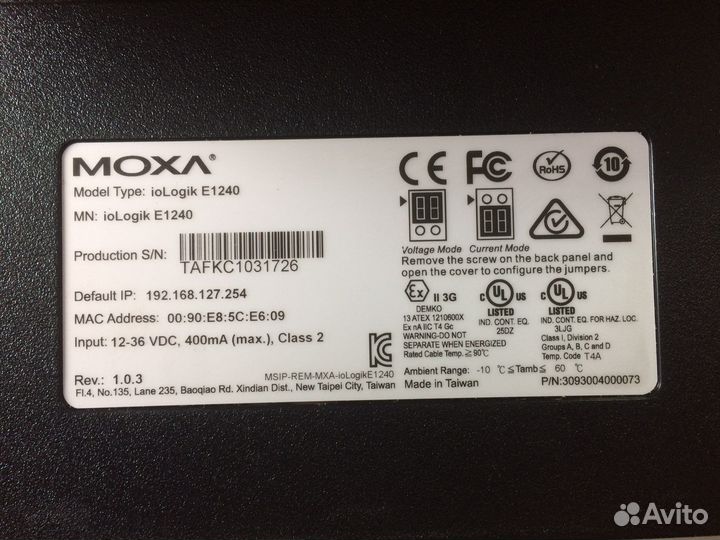 MOXA®
Model Type: ioLogik E1240
MN: ioLogik E1240
Production S/N:
TAFKC1031726
Default IP: 192.168.127.254
MAC Address: 00:90:E8:5C:E6:09
Input: 12-36 VDC, 400mA (max.), Class 2
Rev.: 1.0.3
MSIP-REM-MXA-ioLogikE1240
Fl.4, No.135, Lane 235, Baoqiao Rd. Xindian Dist., New Taipei City, Taiwan
CE FC RoHS 10
Voltage Mode Current Mode
Remove the screw on the back panel and
open the cover to configure the jumpers.
Ex II 3G
DEMKO
13 ATEX 1210600X
Ex nA IIC T4 Gc
WARNING-DO NOT
SEPARATE WHEN ENERGIZED
Rated Cable Temp. ≧90℃
C UL US
LISTED
IND. CONT. EQ.
25DZ
C UL US
LISTED
IND. CONT. EQ. FOR HAZ. LOC.
3LJG
Class I, Division 2
Groups A, B, C and D
Temp. Code T4A
Ambient Range: -10 ℃≦Tamb≦ 60 ℃
Made in Taiwan
P/N:3093004000073
Avito